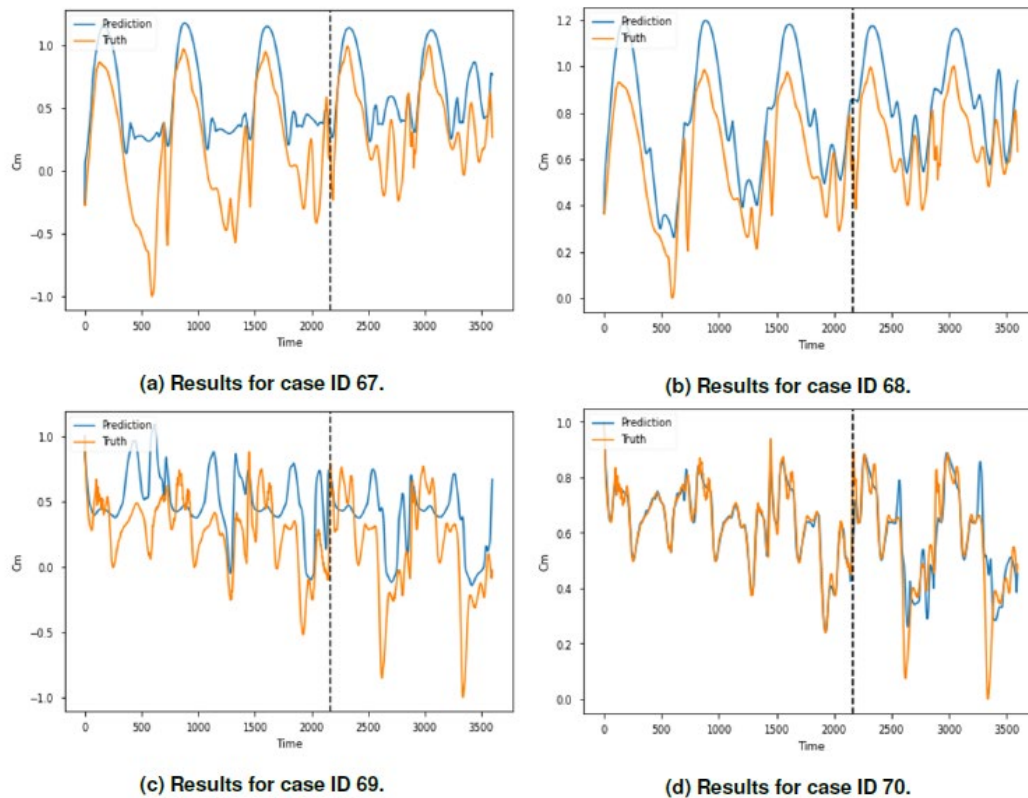 Prediction
Truth
1.0
0.5
0.0
−0.5
−1.0
Cm
0 500 1000 1500 2000 2500 3000 3500
Time
(a) Results for case ID 67.
Prediction
Truth
1.2
1.0
0.8
0.6
0.4
0.2
0.0
Cm
0 500 1000 1500 2000 2500 3000 3500
Time
(b) Results for case ID 68.
Prediction
Truth
1.0
0.5
0.0
−0.5
−1.0
Cm
0 500 1000 1500 2000 2500 3000 3500
Time
(c) Results for case ID 69.
Prediction
Truth
1.0
0.8
0.6
0.4
0.2
0.0
Cm
0 500 1000 1500 2000 2500 3000 3500
Time
(d) Results for case ID 70.